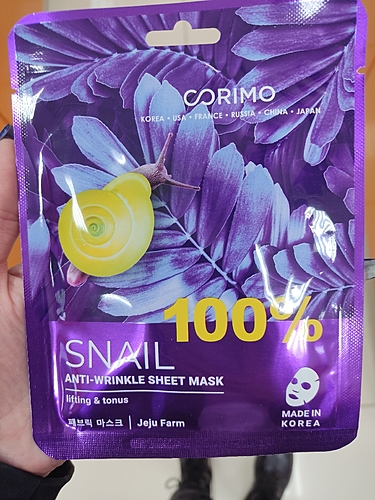 CORIMO
KOREA • USA • FRANCE • RUSSIA • CHINA • JAPAN
100%
SNAIL
ANTI-WRINKLE SHEET MASK
lifting & tonus
패브릭 마스크 | Jeju Farm
MADE IN
KOREA